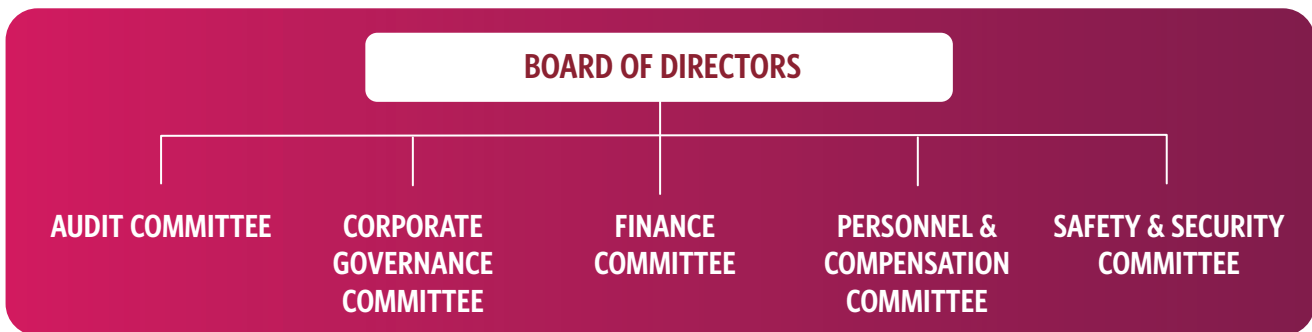 BOARD OF DIRECTORS
AUDIT COMMITTEE
CORPORATE
GOVERNANCE
COMMITTEE
FINANCE
COMMITTEE
PERSONNEL &
COMPENSATION
COMMITTEE
SAFETY & SECURITY
COMMITTEE